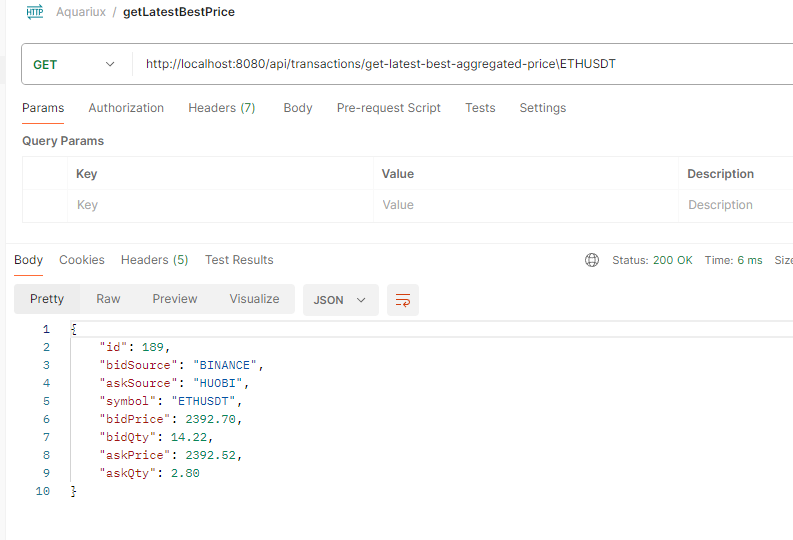 HTTP Aquariux / getLatestBestPrice
GET http://localhost:8080/api/transactions/get-latest-best-aggregated-price\ETHUSDT
Params Authorization Headers (7) Body Pre-request Script Tests Settings
Query Params
Key Value Description
Key Value Description
Body Cookies Headers (5) Test Results Status: 200 OK Time: 6 ms Size
Pretty Raw Preview Visualize JSON
1 {
2 "id": 189,
3 "bidSource": "BINANCE",
4 "askSource": "HUOBI",
5 "symbol": "ETHUSDT",
6 "bidPrice": 2392.70,
7 "bidQty": 14.22,
8 "askPrice": 2392.52,
9 "askQty": 2.80
10 }